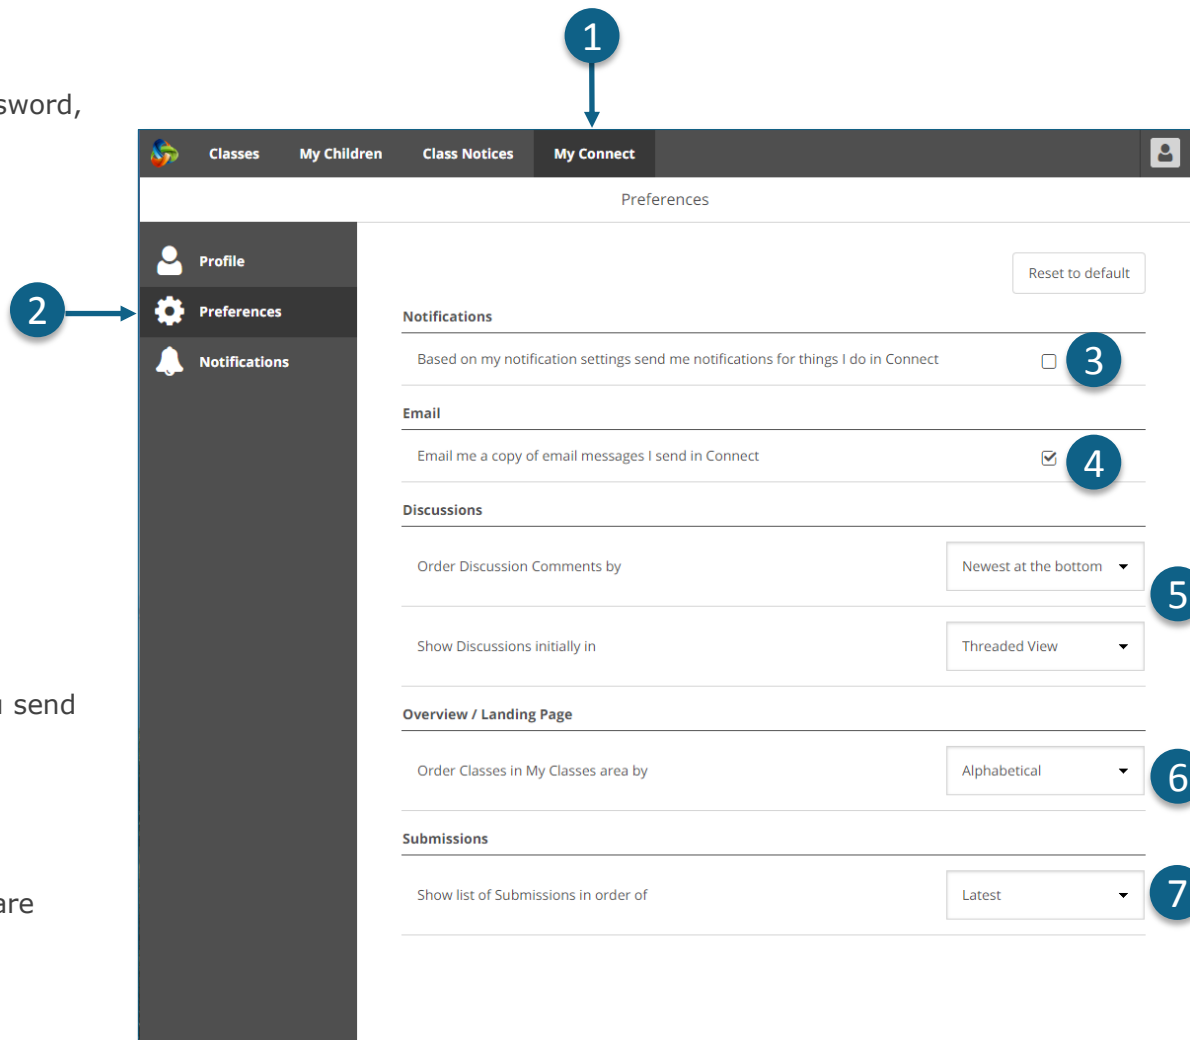 1
sword,
Classes My Children Class Notices My Connect
Preferences
Profile
Reset to default
2
Preferences
Notifications
Notifications
Based on my notification settings send me notifications for things I do in Connect
3
Email
Email me a copy of email messages I send in Connect
4
Discussions
Order Discussion Comments by
Newest at the bottom
5
Show Discussions initially in
Threaded View
send
Overview / Landing Page
Order Classes in My Classes area by
Alphabetical
6
Submissions
Show list of Submissions in order of
Latest
7
are